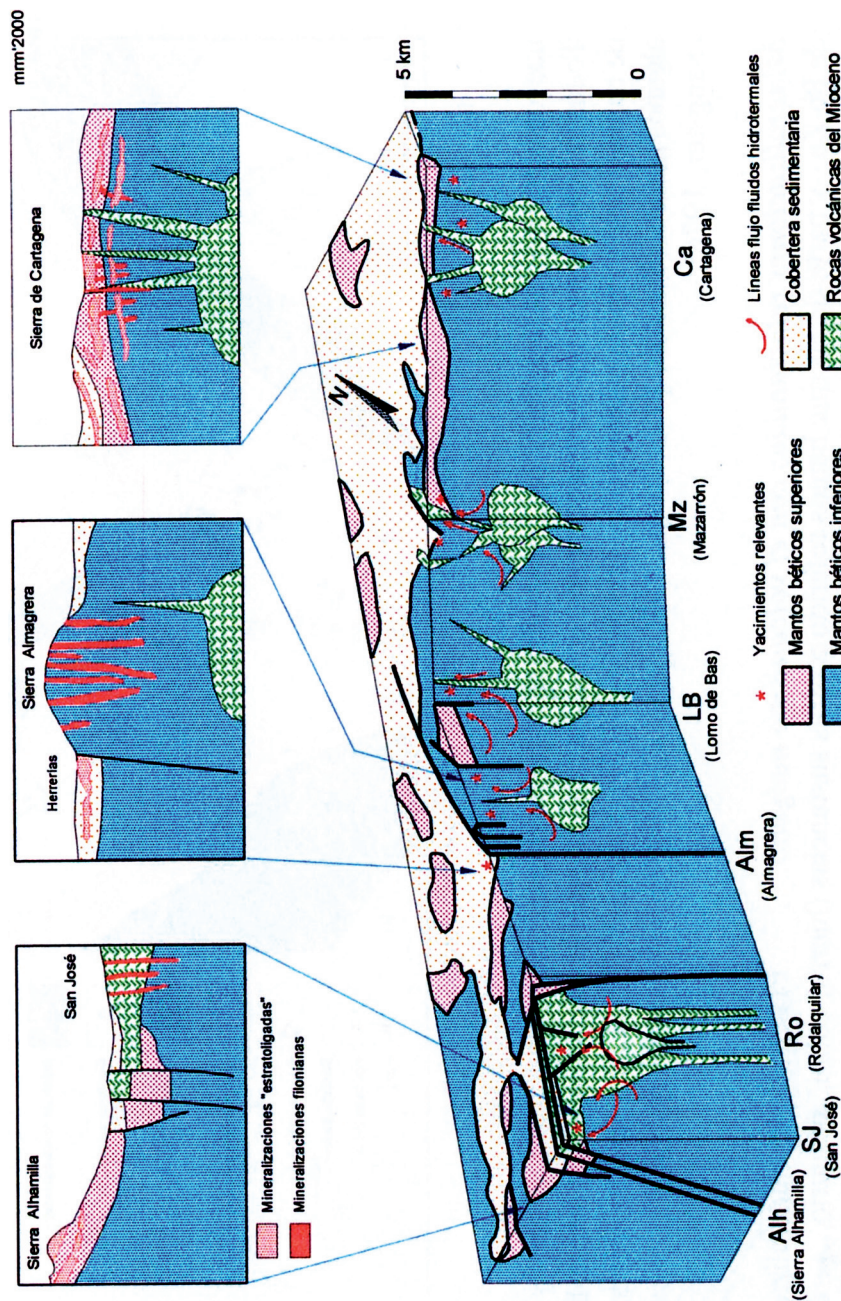 mrm'2000
Sierra Alhamilla
San José
Herrerías
Sierra Almagrera
Sierra de Cartagena
Mineralizaciones "estratoligadas"
Mineralizaciones filonianas
5 km
0
N
Alh
(Sierra Alhamilla)
SJ
(San José)
Ro
(Rodalquilar)
Alm
(Almagrera)
LB
(Lomo de Bas)
Mz
(Mazarrón)
Ca
(Cartagena)
* Yacimientos relevantes
Mantos béticos superiores
Mantos béticos inferiores
Líneas flujo fluidos hidrotermales
Cobertera sedimentaria
Rocas volcánicas del Mioceno